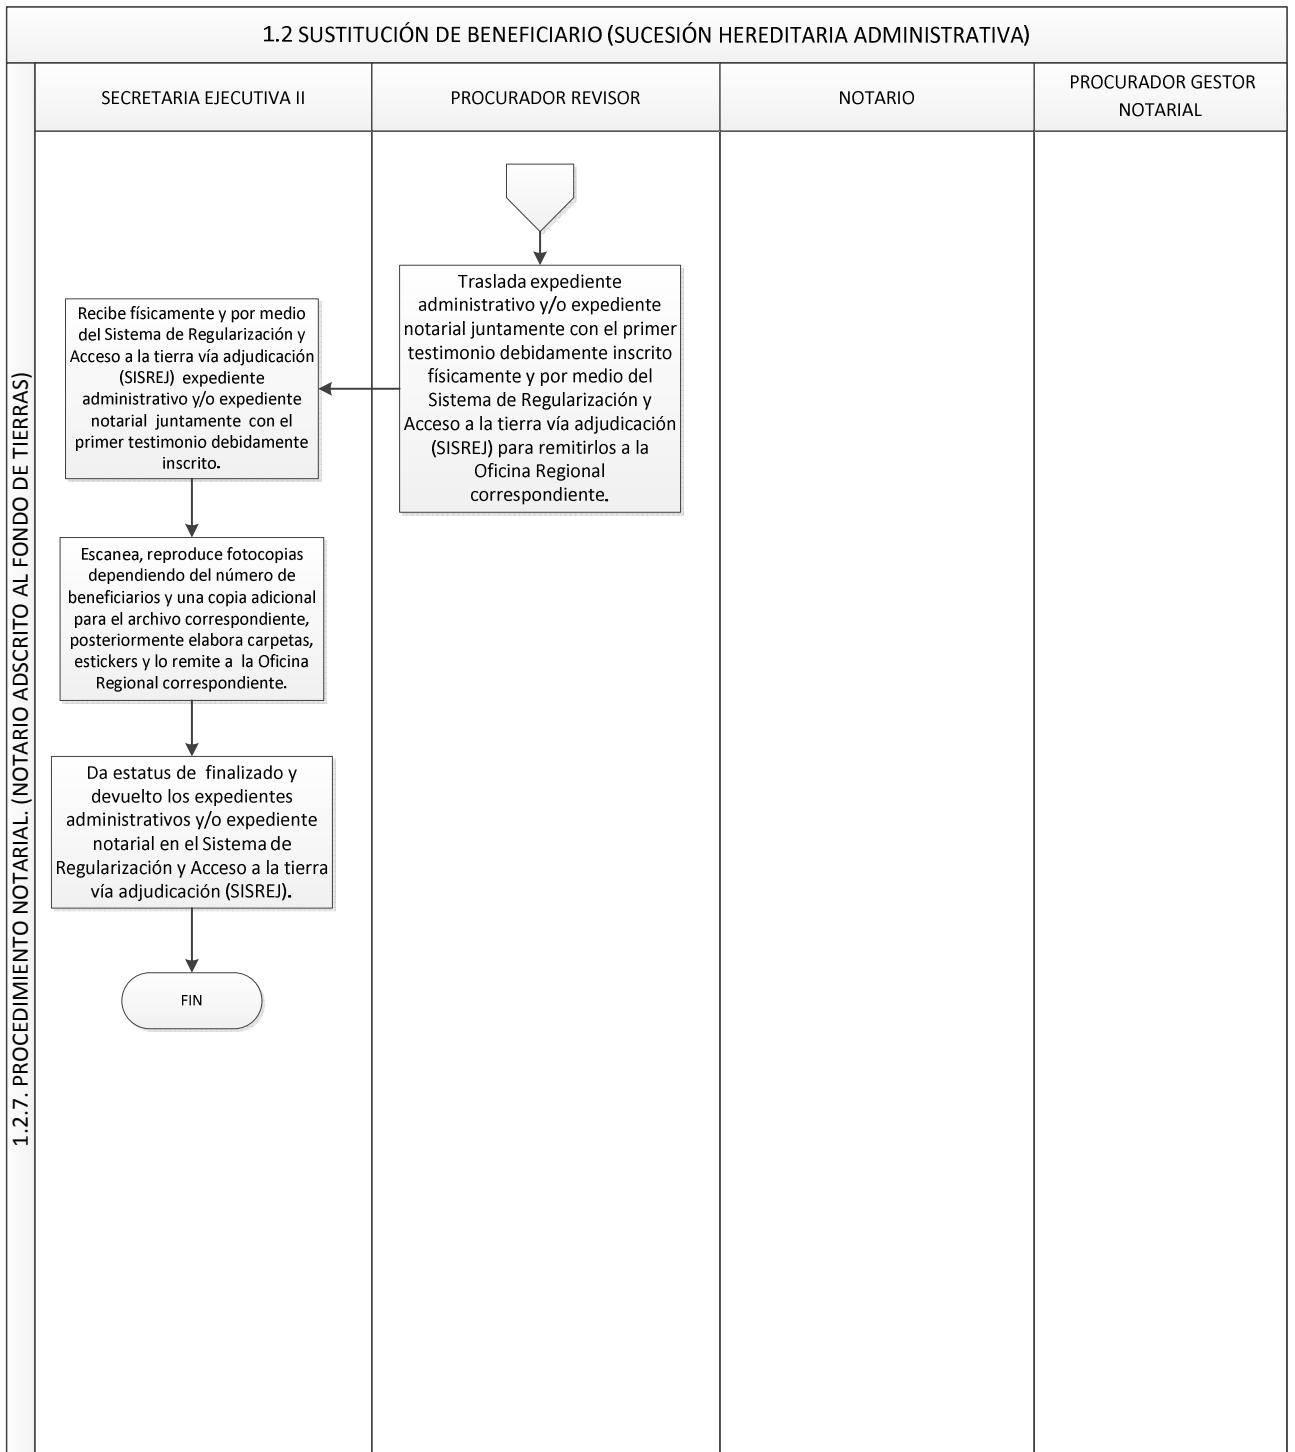 1.2 SUSTITUCIÓN DE BENEFICIARIO (SUCESIÓN HEREDITARIA ADMINISTRATIVA)
1.2.7. PROCEDIMIENTO NOTARIAL. (NOTARIO ADSCRITO AL FONDO DE TIERRAS)
SECRETARIA EJECUTIVA II
PROCURADOR REVISOR
NOTARIO
PROCURADOR GESTOR
NOTARIAL
Traslada expediente
administrativo y/o expediente
notarial juntamente con el primer
testimonio debidamente inscrito
físicamente y por medio del
Sistema de Regularización y
Acceso a la tierra vía adjudicación
(SISREJ) para remitirlos a la
Oficina Regional
correspondiente.
Recibe físicamente y por medio
del Sistema de Regularización y
Acceso a la tierra vía adjudicación
(SISREJ) expediente
administrativo y/o expediente
notarial juntamente con el
primer testimonio debidamente
inscrito.
Escanea, reproduce fotocopias
dependiendo del número de
beneficiarios y una copia adicional
para el archivo correspondiente,
posteriormente elabora carpetas,
estickers y lo remite a la Oficina
Regional correspondiente.
Da estatus de finalizado y
devuelto los expedientes
administrativos y/o expediente
notarial en el Sistema de
Regularización y Acceso a la tierra
vía adjudicación (SISREJ).
FIN